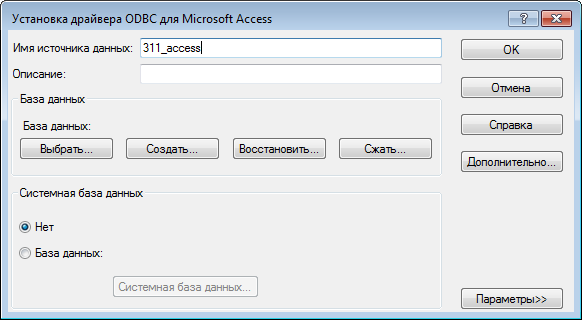 Установка драйвера ODBC для Microsoft Access
Имя источника данных: 311_access
OK
Описание:
Отмена
База данных
База данных:
Справка
Выбрать... Создать... Восстановить... Сжать...
Дополнительно...
Системная база данных
Нет
База данных:
Системная база данных...
Параметры>>